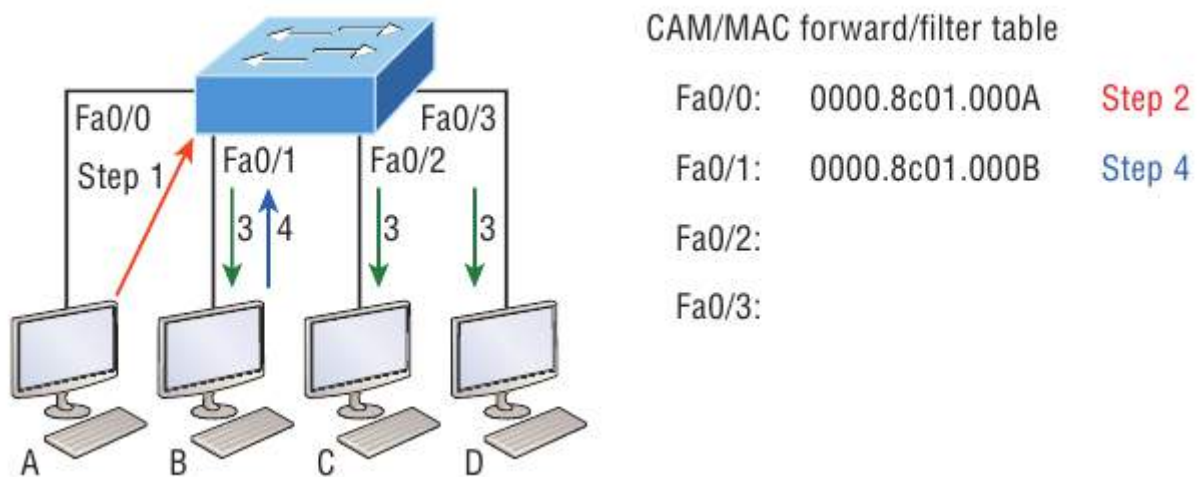 CAM/MAC forward/filter table
Fa0/0: 0000.8c01.000A Step 2
Fa0/1: 0000.8c01.000B Step 4
Fa0/2:
Fa0/3:
Fa0/0
Fa0/3
Step 1
Fa0/1
Fa0/2
3
4
3
3
A
B
C
D